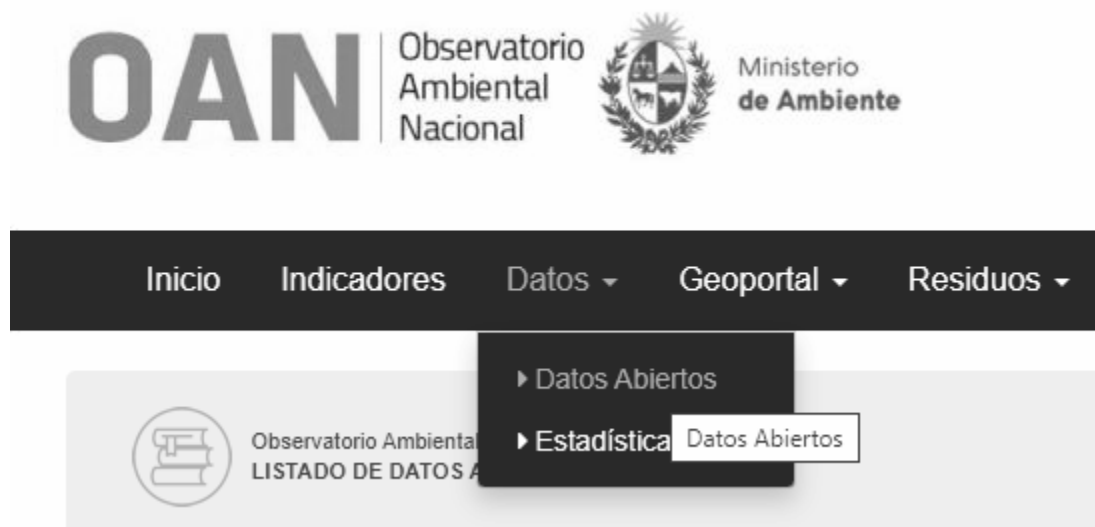 OAN
Observatorio
Ambiental
Nacional
Ministerio
de Ambiente
Inicio Indicadores Datos Geoportal Residuos
Datos Abiertos
Estadística
Datos Abiertos
Observatorio Ambiental
LISTADO DE DATOS A